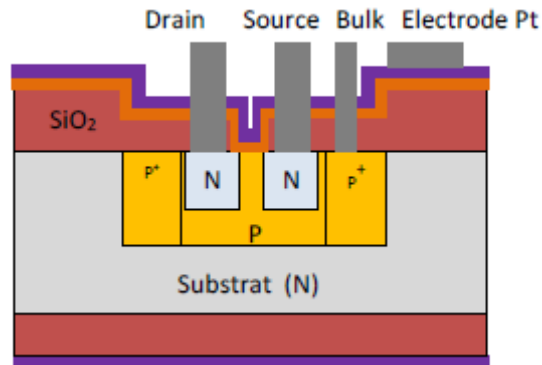 Drain Source Bulk Electrode Pt
SiO₂
P⁺ N N P⁺
P
Substrat (N)